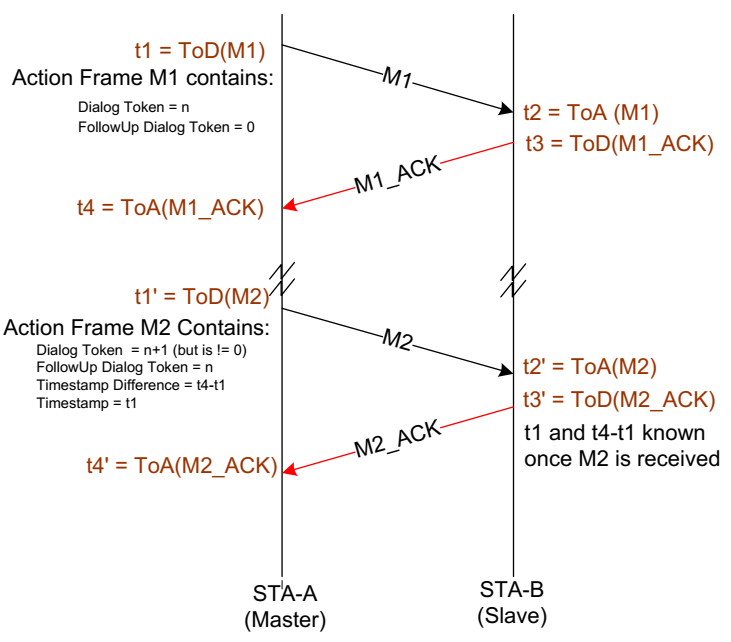 t1 = ToD(M1)
Action Frame M1 contains:
Dialog Token = n
FollowUp Dialog Token = 0
M1
t2 = ToA (M1)
t3 = ToD(M1_ACK)
M1_ACK
t4 = ToA(M1_ACK)
t1' = ToD(M2)
Action Frame M2 Contains:
Dialog Token = n+1 (but is != 0)
FollowUp Dialog Token = n
Timestamp Difference = t4-t1
Timestamp = t1
M2
t2' = ToA(M2)
t3' = ToD(M2_ACK)
t1 and t4-t1 known
once M2 is received
M2_ACK
t4' = ToA(M2_ACK)
STA-A
(Master)
STA-B
(Slave)